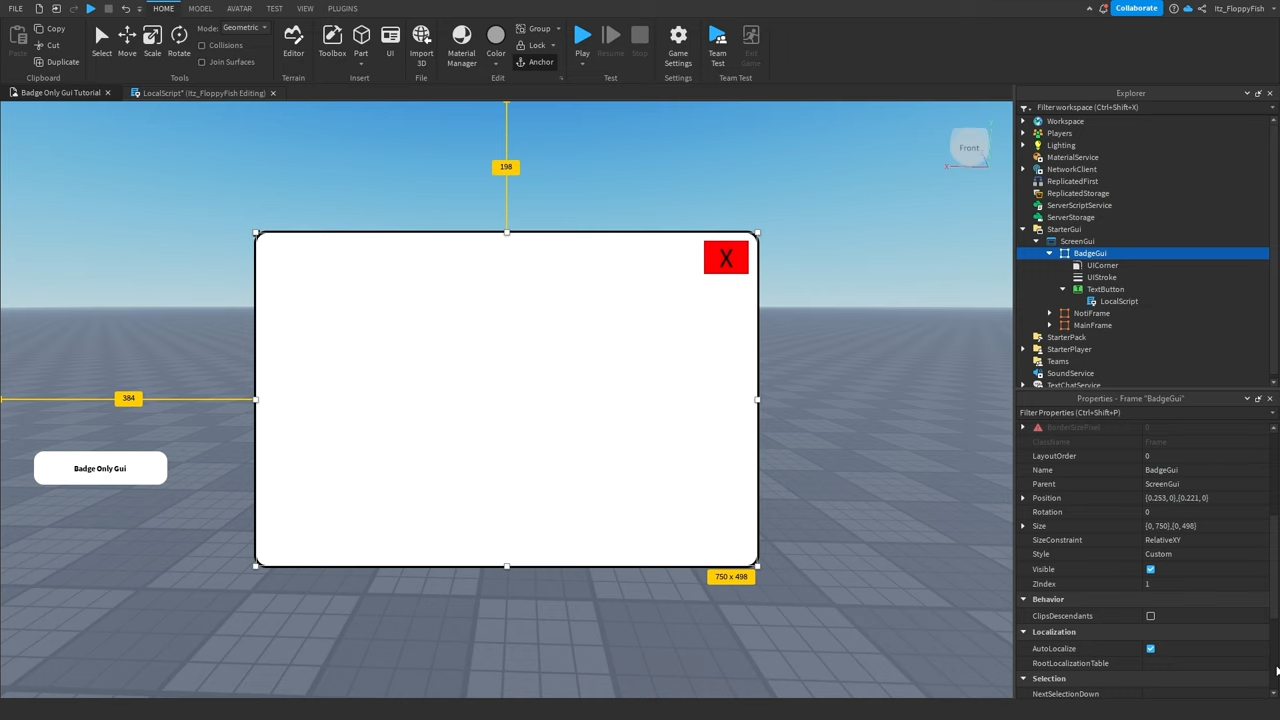 FILE HOME MODEL AVATAR TEST VIEW PLUGINS Collaborate Itz_FloppyFish
Paste Copy Cut Duplicate Select Move Scale Rotate Mode: Geometric Collisions Join Surfaces Editor Toolbox Part UI Import 3D Material Manager Color Group Lock Anchor Play Resume Stop Game Settings Team Test Exit Game
Clipboard Tools Terrain Insert File Edit Test Settings Team Test
Badge Only Gui Tutorial × LocalScript* (Itz_FloppyFish Editing) × Explorer
Filter workspace (Ctrl+Shift+X)
Workspace
Players
Lighting
MaterialService
NetworkClient
ReplicatedFirst
ReplicatedStorage
ServerScriptService
ServerStorage
StarterGui
ScreenGui
BadgeGui
UICorner
UIStroke
TextButton
LocalScript
NotiFrame
MainFrame
StarterPack
StarterPlayer
Teams
SoundService
TextChatService
Front
X
198
X
384
Badge Only Gui
750 x 498
Properties - Frame "BadgeGui"
Filter Properties (Ctrl+Shift+P)
BorderSizePixel 0
ClassName Frame
LayoutOrder 0
Name BadgeGui
Parent ScreenGui
Position {0.253, 0},{0.221, 0}
Rotation 0
Size {0, 750},{0, 498}
SizeConstraint RelativeXY
Style Custom
Visible
ZIndex 1
Behavior
ClipsDescendants
Localization
AutoLocalize
RootLocalizationTable
Selection
NextSelectionDown